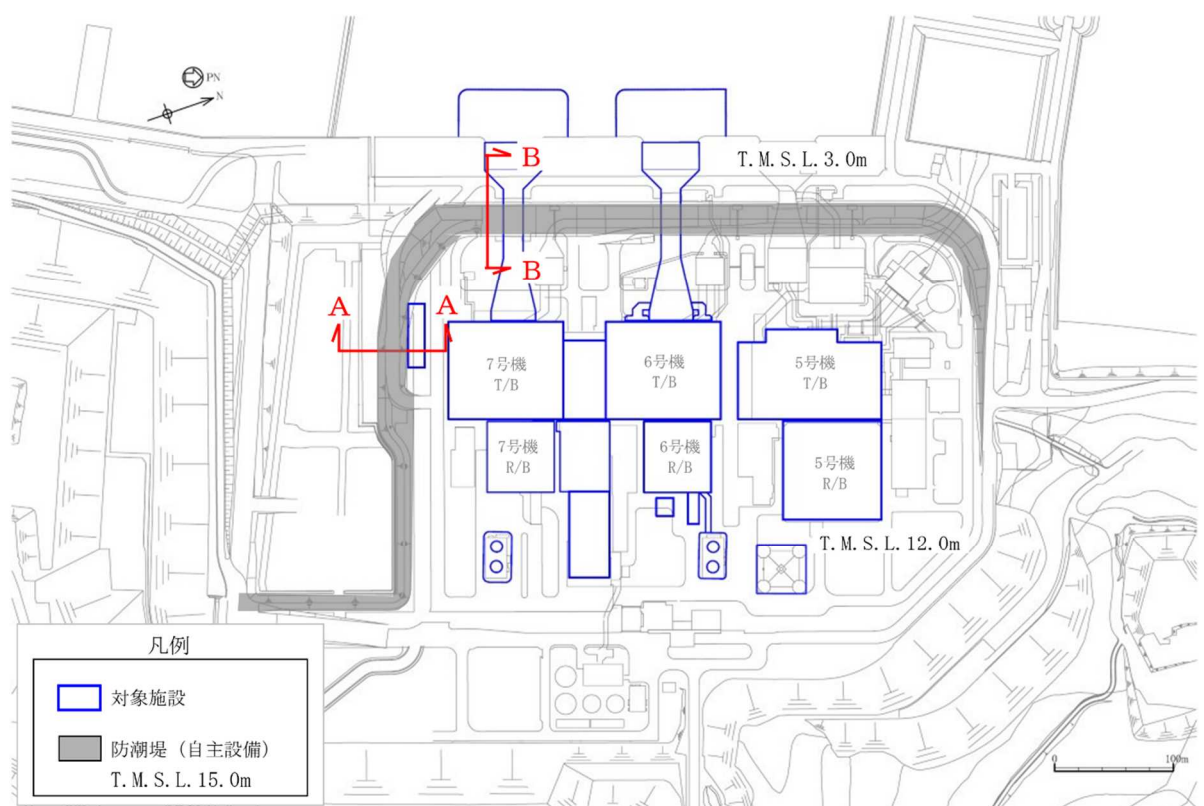 PN
N
B
T.M.S.L.3.0m
B
A
A
7号機
T/B
6号機
T/B
5号機
T/B
7号機
R/B
6号機
R/B
5号機
R/B
T.M.S.L.12.0m
凡例
対象施設
防潮堤（自主設備）
T.M.S.L.15.0m
0
100m